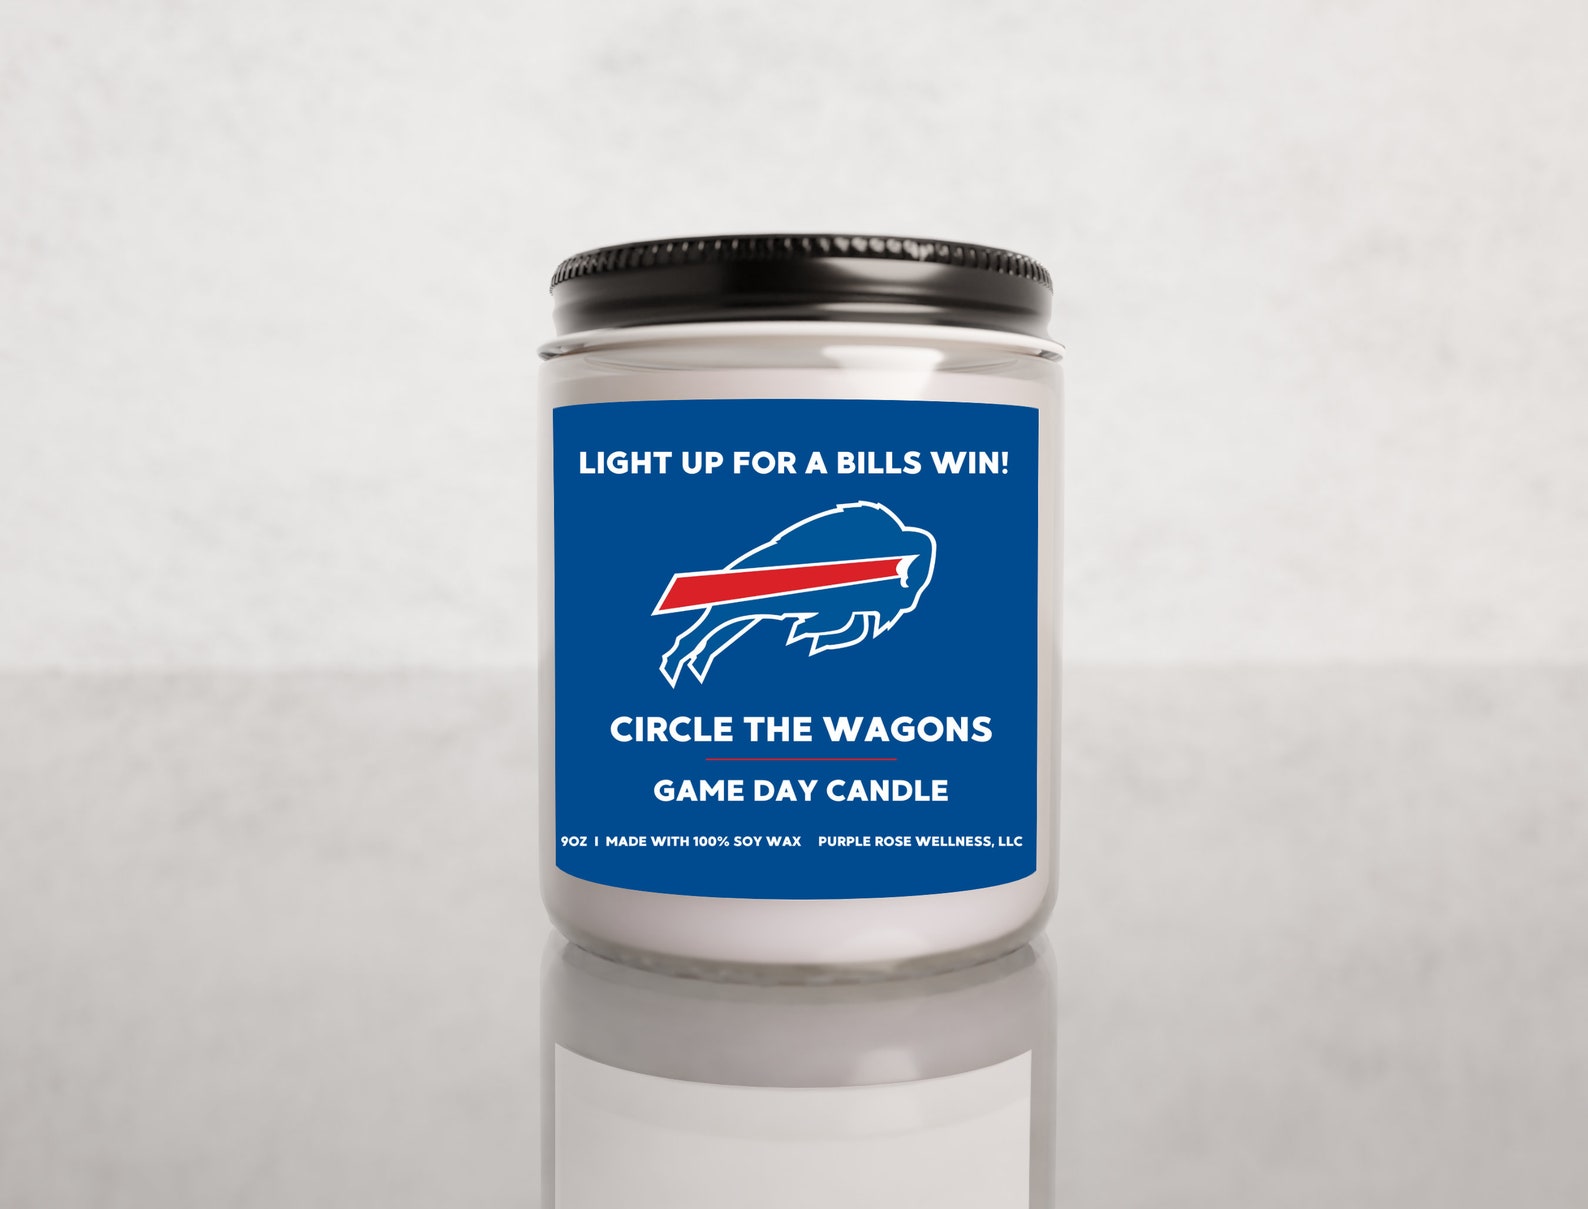 LIGHT UP FOR A BILLS WIN!
CIRCLE THE WAGONS
GAME DAY CANDLE
9OZ I MADE WITH 100% SOY WAX PURPLE ROSE WELLNESS, LLC